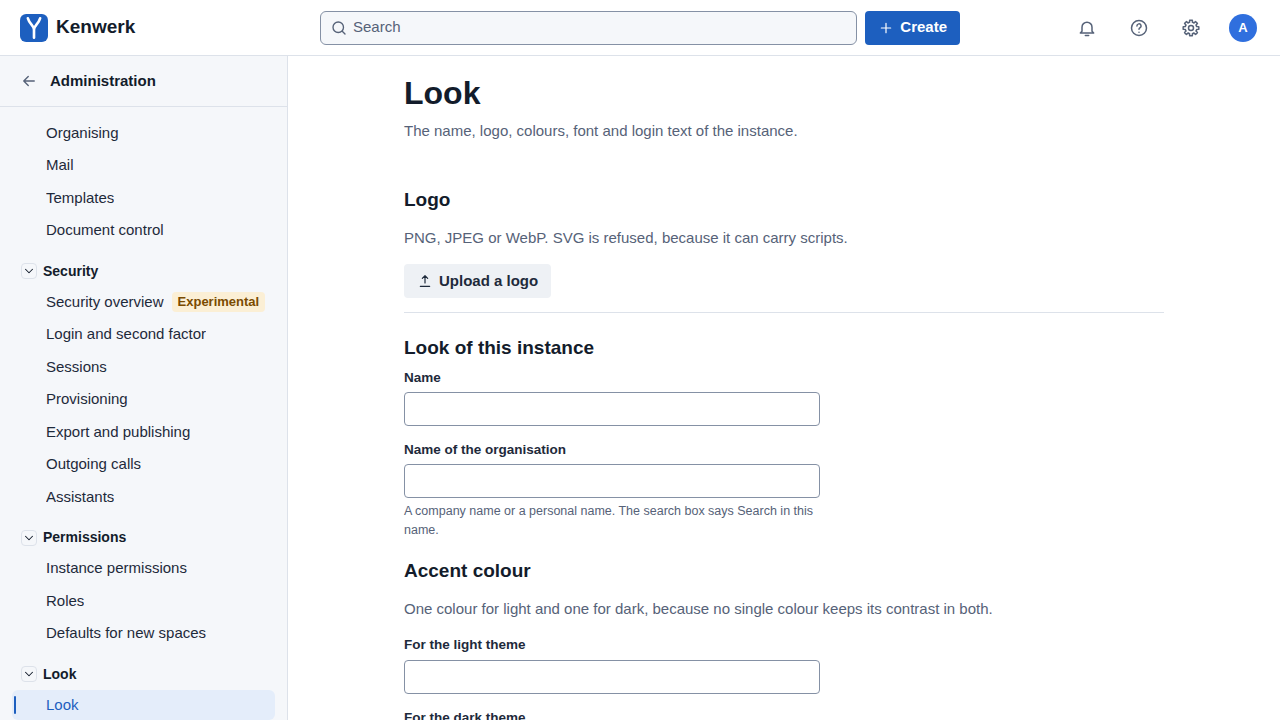 Kenwerk
Search
Create
A
Administration
Organising
Mail
Templates
Document control
Security
Security overview Experimental
Login and second factor
Sessions
Provisioning
Export and publishing
Outgoing calls
Assistants
Permissions
Instance permissions
Roles
Defaults for new spaces
Look
Look
Look
The name, logo, colours, font and login text of the instance.
Logo
PNG, JPEG or WebP. SVG is refused, because it can carry scripts.
Upload a logo
Look of this instance
Name
Name of the organisation
A company name or a personal name. The search box says Search in this
name.
Accent colour
One colour for light and one for dark, because no single colour keeps its contrast in both.
For the light theme
For the dark theme